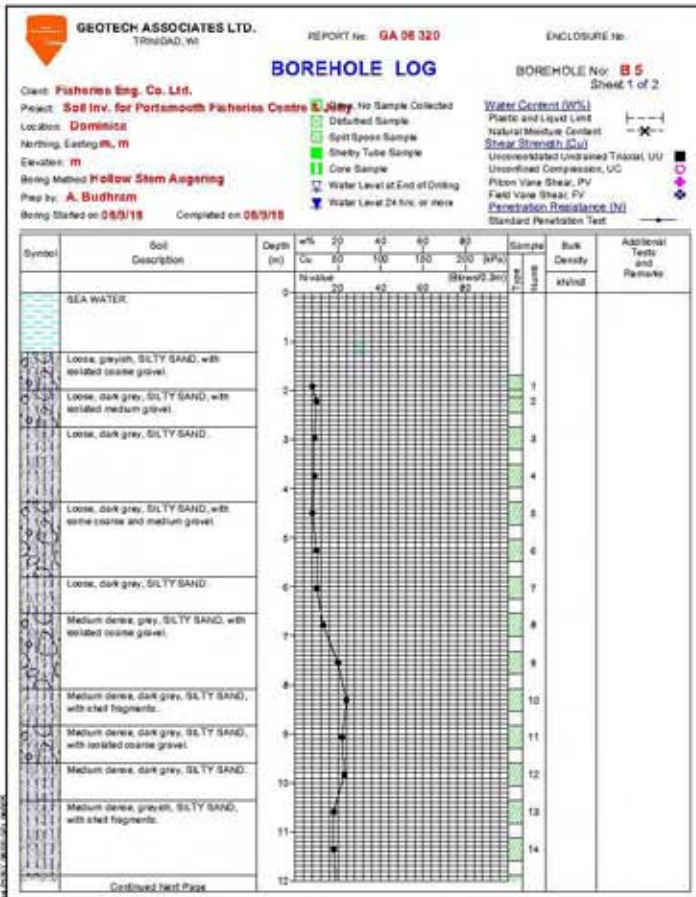 GEOTECH ASSOCIATES LTD.
TRINIDAD, WI
REPORT No: GA 06 320
ENCLOSURE No.
BOREHOLE LOG
BOREHOLE No: B 5
Sheet 1 of 2
Client: Fisheries Eng. Co. Ltd.
Project: Soil Inv. for Portsmouth Fisheries Centre & Jetty
Location: Dominica
Northing, Easting: m, m
Elevation: m
Boring Method: Hollow Stem Augering
Prep by: A. Budhram
Boring Started on Completed on
No Sample Collected
Disturbed Sample
Split Spoon Sample
Shelby Tube Sample
Core Sample
Water Level at End of Drilling
Water Level 24 hrs. or more
Water Content (W%)
Plastic and Liquid Limit
Natural Moisture Content
Shear Strength (Cu)
Unconsolidated Undrained Triaxial, UU
Unconfined Compression, UC
Pilcon Vane Shear, PV
Field Vane Shear, FV
Penetration Resistance (N)
Standard Penetration Test
Symbol
Soil
Description
Depth
(m)
w% 20 40 60 80
Cu 100 200 (kPa)
N-value (Blows/0.3m)
20 40 60 80
Sample
Type
Bulk
Density
kN/m3
Additional
Tests
and
Remarks
0
SEA WATER.
1
Loose, greyish, SILTY SAND, with
isolated coarse gravel.
1
2
Loose, dark grey, SILTY SAND, with
isolated medium gravel.
2
Loose, dark grey, SILTY SAND.
3
3
4
4
Loose, dark grey, SILTY SAND, with
some coarse and medium gravel.
5
5
6
Loose, dark grey, SILTY SAND.
6
7
Medium dense, grey, SILTY SAND, with
isolated coarse gravel.
8
7
9
8
Medium dense, dark grey, SILTY SAND,
with shell fragments.
10
Medium dense, dark grey, SILTY SAND,
with isolated coarse gravel.
9
11
Medium dense, dark grey, SILTY SAND.
12
10
Medium dense, greyish, SILTY SAND,
with shell fragments.
13
11
14
12
Continued Next Page